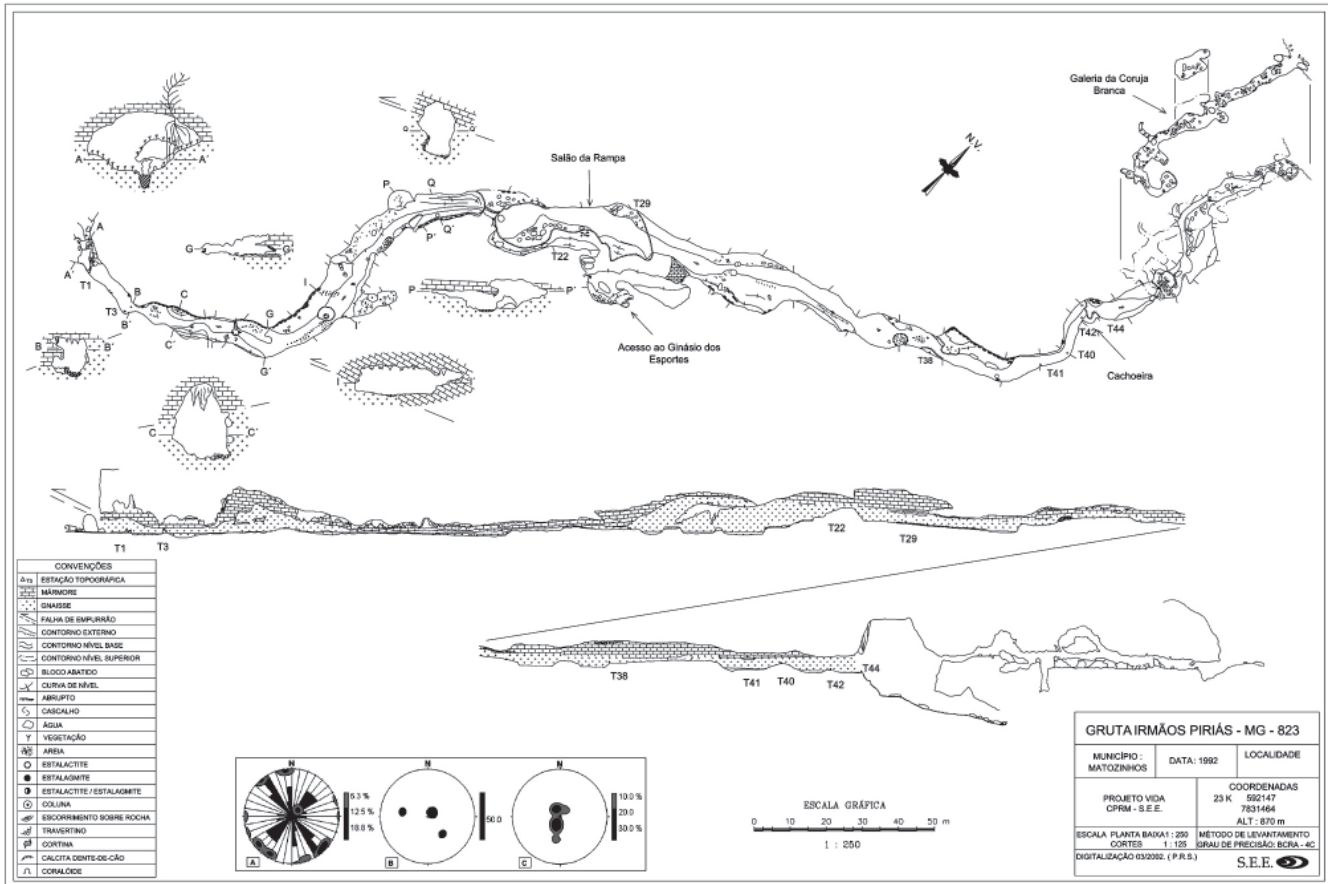 Galeria da Coruja
Branca
N.V.
Salão da Rampa
A
A´
Q
Q
P
Q
T29
P´
Q´
T22
A
A´
T1
G
G´
B
C
I
T3
B´
G
I´
P
P´
C´
G´
B
B´
Acesso ao Ginásio dos
Esportes
T38
T42
T44
T40
T41
Cachoeira
I
I´
C
C´
T1
T3
T22
T29
T38
T41
T40
T42
T44
CONVENÇÕES
T3 ESTAÇÃO TOPOGRÁFICA
MÁRMORE
GNAISSE
FALHA DE EMPURRÃO
CONTORNO EXTERNO
CONTORNO NÍVEL BASE
CONTORNO NÍVEL SUPERIOR
BLOCO ABATIDO
CURVA DE NÍVEL
ABRUPTO
CASCALHO
ÁGUA
VEGETAÇÃO
AREIA
ESTALACTITE
ESTALAGMITE
ESTALACTITE / ESTALAGMITE
COLUNA
ESCORRIMENTO SOBRE ROCHA
TRAVERTINO
CORTINA
CALCITA DENTE-DE-CÃO
CORALÓIDE
N
6.3 %
12.5 %
18.8 %
A
N
50.0
B
N
10.0 %
20.0
30.0 %
C
ESCALA GRÁFICA
0 10 20 30 40 50 m
1 : 250
GRUTA IRMÃOS PIRIÁS - MG - 823
MUNICÍPIO :
MATOZINHOS
DATA: 1992
LOCALIDADE
PROJETO VIDA
CPRM - S.E.E.
COORDENADAS
23 K 592147
7831464
ALT : 870 m
ESCALA PLANTA BAIXA 1 : 250
CORTES 1 : 125
MÉTODO DE LEVANTAMENTO
GRAU DE PRECISÃO: BCRA - 4C
DIGITALIZAÇÃO 03/2002. ( P.R.S.)
S.E.E.